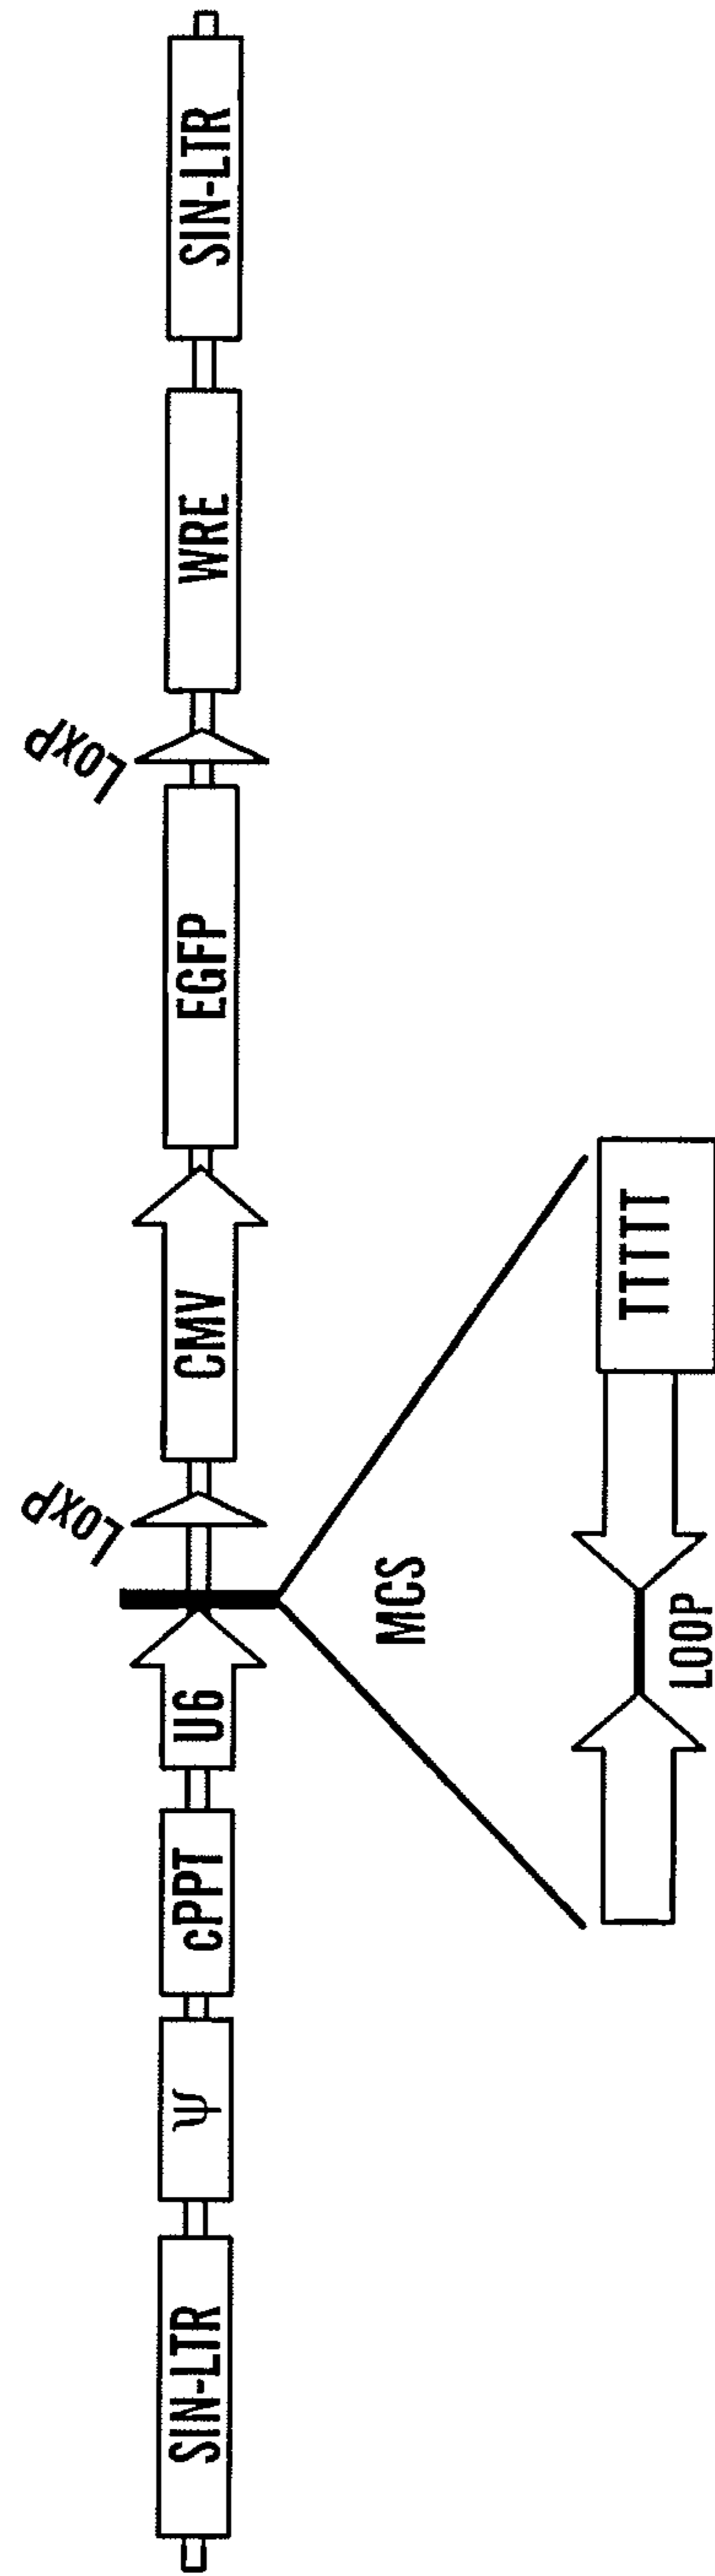 SIN-LTR
Ψ
cPPT
U6
LoxP
CMV
EGFP
LoxP
WRE
SIN-LTR
MCS
LOOP
TTTTT